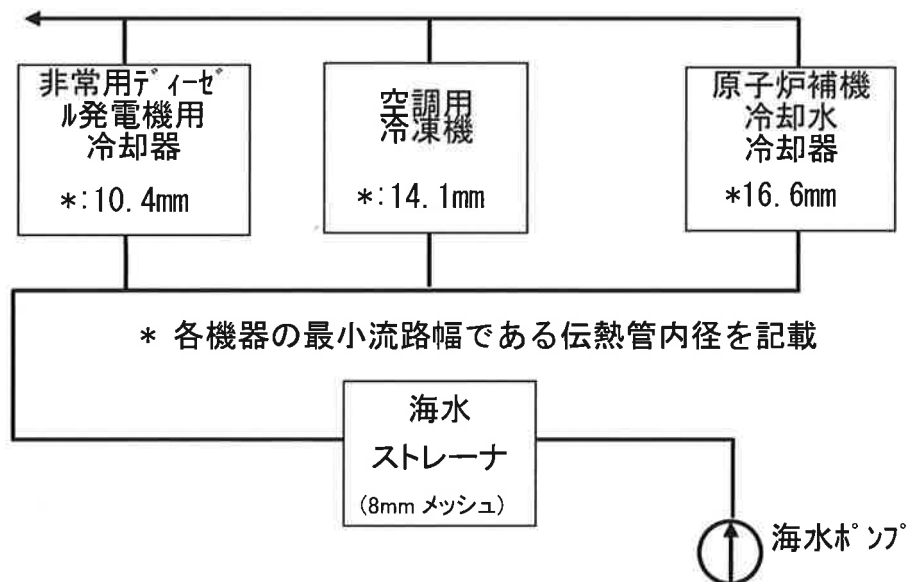 非常用ﾃﾞｨｰｾﾞ
ﾙ発電機用
冷却器
*:10.4mm
空調用
冷凍機
*:14.1mm
原子炉補機
冷却水
冷却器
*16.6mm
* 各機器の最小流路幅である伝熱管内径を記載
海水
ストレーナ
(8mm メッシュ)
海水ﾎﾟﾝﾌﾟ